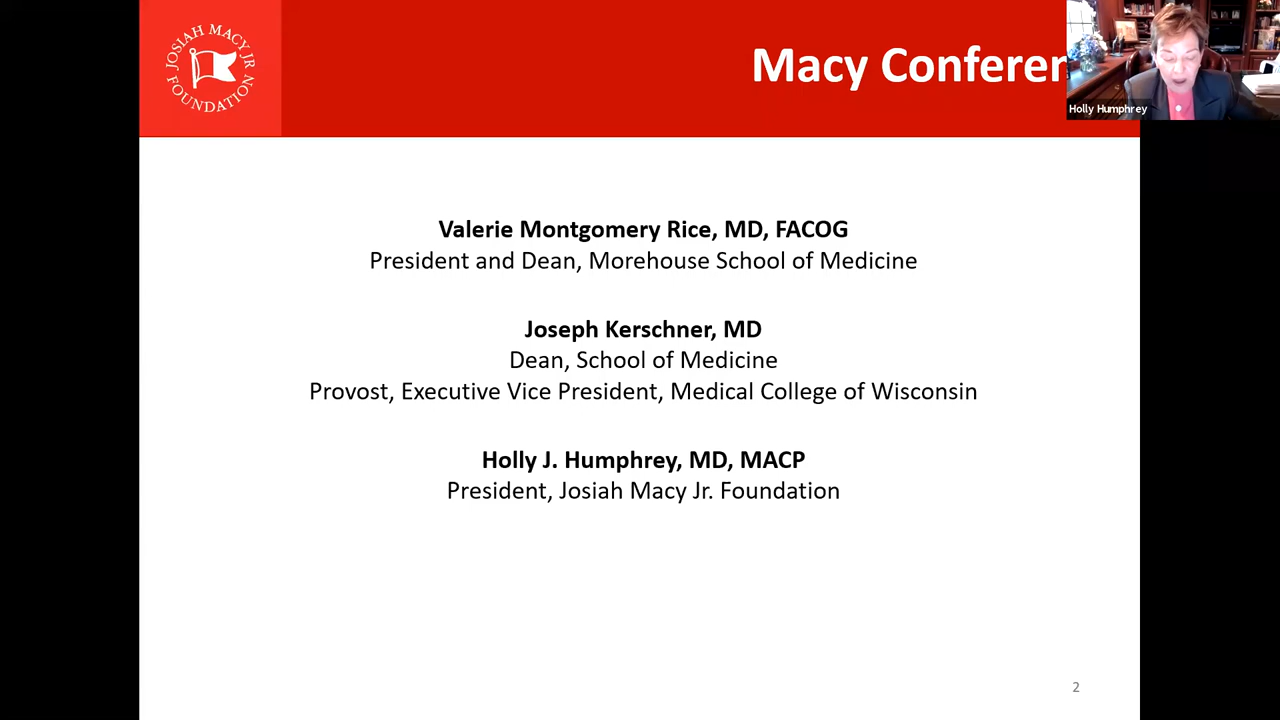 JOSIAH MACY JR
FOUNDATION
Macy Conferen
Holly Humphrey
Valerie Montgomery Rice, MD, FACOG
President and Dean, Morehouse School of Medicine
Joseph Kerschner, MD
Dean, School of Medicine
Provost, Executive Vice President, Medical College of Wisconsin
Holly J. Humphrey, MD, MACP
President, Josiah Macy Jr. Foundation
2